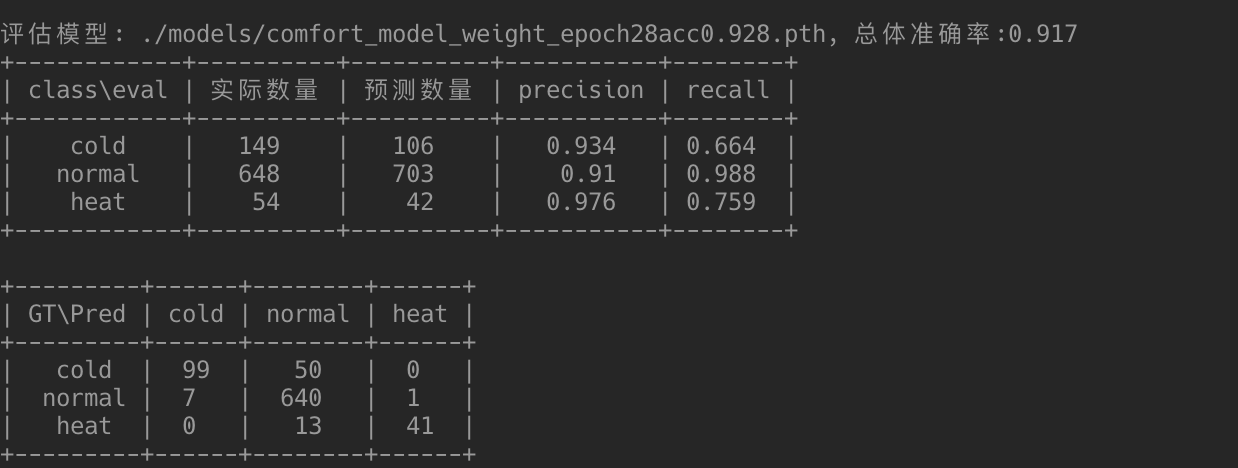 评估模型: ./models/comfort_model_weight_epoch28acc0.928.pth, 总体准确率:0.917
+------------+----------+----------+-----------+--------+
| class\eval | 实际数量 | 预测数量 | precision | recall |
+------------+----------+----------+-----------+--------+
|    cold    |   149    |   106    |   0.934   | 0.664  |
|   normal   |   648    |   703    |    0.91   | 0.988  |
|    heat    |    54    |    42    |   0.976   | 0.759  |
+------------+----------+----------+-----------+--------+
+---------+------+--------+------+
| GT\Pred | cold | normal | heat |
+---------+------+--------+------+
|   cold  |  99  |   50   |  0   |
|  normal |  7   |  640   |  1   |
|   heat  |  0   |   13   |  41  |
+---------+------+--------+------+